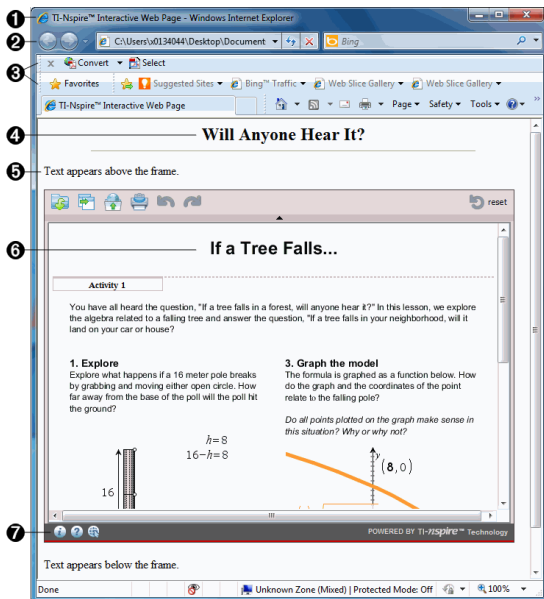 ❶ TI-Nspire™ Interactive Web Page - Windows Internet Explorer
❷ C:\Users\x0134044\Desktop\Document Bing
❸ x Convert Select
Favorites Suggested Sites Bing™ Traffic Web Slice Gallery Web Slice Gallery
TI-Nspire™ Interactive Web Page Page Safety Tools »
❹ Will Anyone Hear It?
❺ Text appears above the frame.
reset
❻ If a Tree Falls...
Activity 1
You have all heard the question, "If a tree falls in a forest, will anyone hear it?" In this lesson, we explore
the algebra related to a falling tree and answer the question, "If a tree falls in your neighborhood, will it
land on your car or house?
1. Explore
Explore what happens if a 16 meter pole breaks
by grabbing and moving either open circle. How
far away from the base of the poll will the poll hit
the ground?
h=8
16-h=8
16
3. Graph the model
The formula is graphed as a function below. How
do the graph and the coordinates of the point
relate to the falling pole?
Do all points plotted on the graph make sense in
this situation? Why or why not?
y
(8,0)
❼ POWERED BY TI-nspire™ Technology
Text appears below the frame.
Done Unknown Zone (Mixed) | Protected Mode: Off 100%